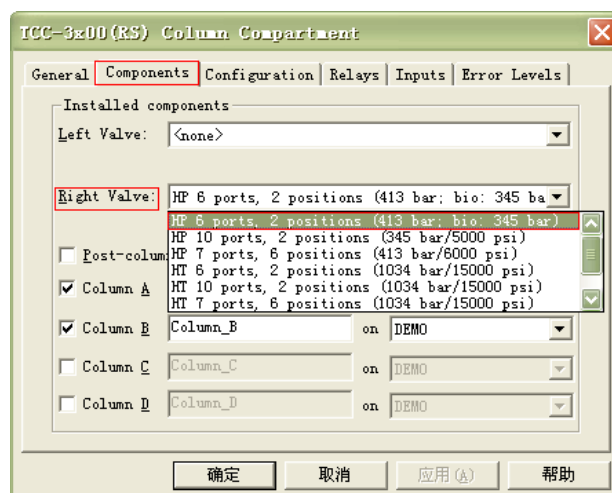 TCC-3x00(RS) Column Compartment
General Components Configuration Relays Inputs Error Levels
Installed components
Left Valve: <none>
Right Valve: HP 6 ports, 2 positions (413 bar; bio: 345 ba
HP 6 ports, 2 positions (413 bar; bio: 345 bar)
HP 10 ports, 2 positions (345 bar/5000 psi)
Post-colum HP 7 ports, 6 positions (413 bar/6000 psi)
HT 6 ports, 2 positions (1034 bar/15000 psi)
Column A HT 10 ports, 2 positions (1034 bar/15000 psi)
HT 7 ports, 6 positions (1034 bar/15000 psi)
Column B Column_B on DEMO
Column C Column_C on DEMO
Column D Column_D on DEMO
确定 取消 应用(A) 帮助